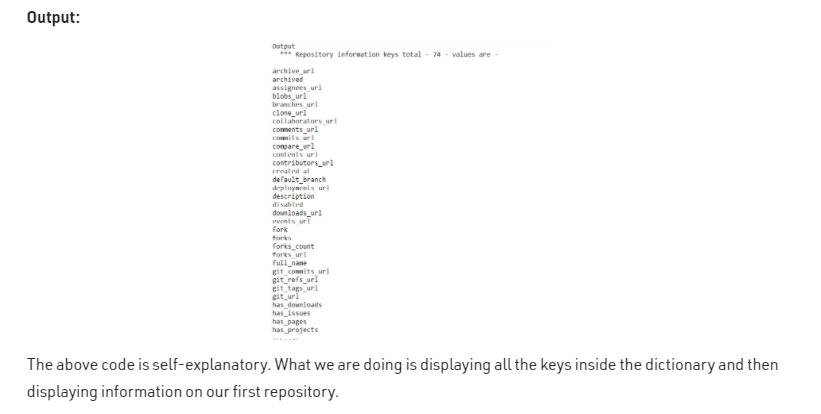 Output:
Output
*** Repository information keys total - 74 - values are -
archive_url
archived
assignees_url
blobs_url
branches_url
clone_url
collaborators_url
comments_url
commits_url
compare_url
contents_url
contributors_url
created_at
default_branch
deployments_url
description
disabled
downloads_url
events_url
fork
forks
forks_count
forks_url
full_name
git_commits_url
git_refs_url
git_tags_url
git_url
has_downloads
has_issues
has_pages
has_projects
The above code is self-explanatory. What we are doing is displaying all the keys inside the dictionary and then
displaying information on our first repository.